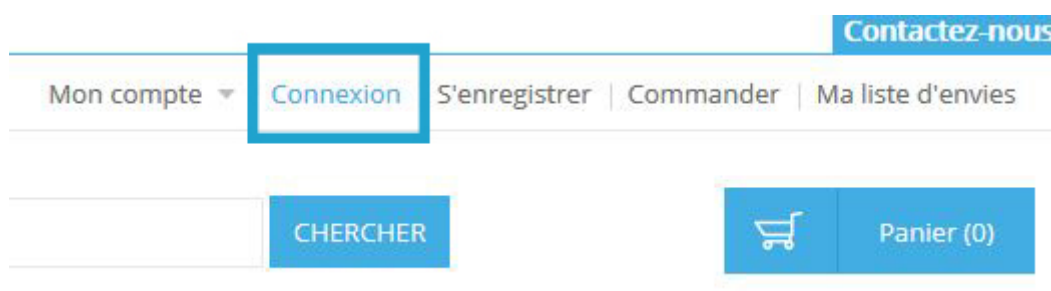 Contactez-nous
Mon compte Connexion S'enregistrer | Commander | Ma liste d'envies
CHERCHER Panier (0)